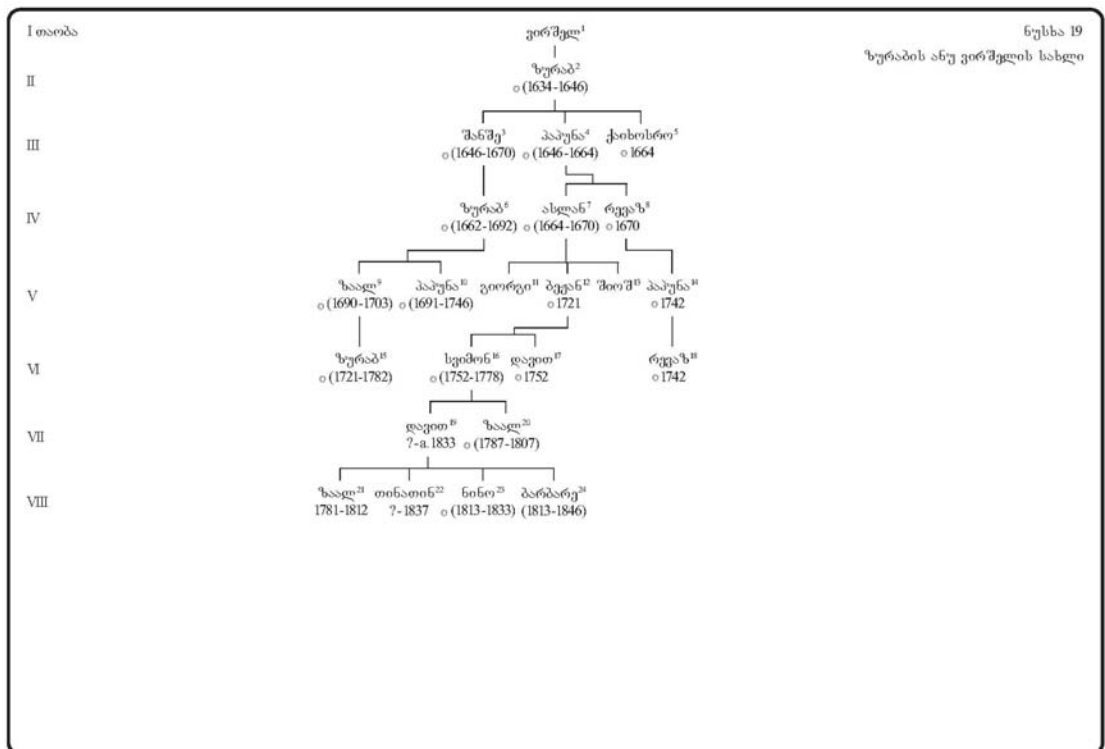 I თაობა ვირშელ¹ ნუსხა 19
ზურაბის ანუ ვირშელის სახლი
II ზურაბ²
○ (1634-1646)
III შანშე³ პაპუნა⁴ ქაიხოსრო⁵
○ (1646-1670) ○ (1646-1664) ○ 1664
IV ზურაბ⁶ ასლან⁷ რევაზ⁸
○ (1662-1692) ○ (1664-1670) ○ 1670
V ზაალ⁹ პაპუნა¹⁰ გიორგი¹¹ ბეჟან¹² შიოშ¹³ პაპუნა¹⁴
○ (1690-1703) ○ (1691-1746) ○ 1721 ○ 1742
VI ზურაბ¹⁵ სვიმონ¹⁶ დავით¹⁷ რევაზ¹⁸
○ (1721-1782) ○ (1752-1778) ○ 1752 ○ 1742
VII დავით¹⁹ ზაალ²⁰
?-a.1833 ○ (1787-1807)
VIII ზაალ²¹ თინათინ²² ნინო²³ ბარბარე²⁴
1781-1812 ?-1837 ○ (1813-1833) (1813-1846)